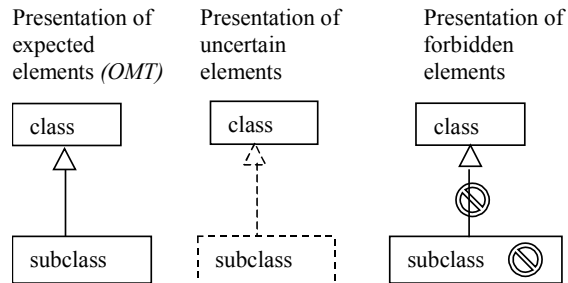 Presentation of
expected
elements (OMT)
Presentation of
uncertain
elements
Presentation of
forbidden
elements
class
class
class
subclass
subclass
subclass